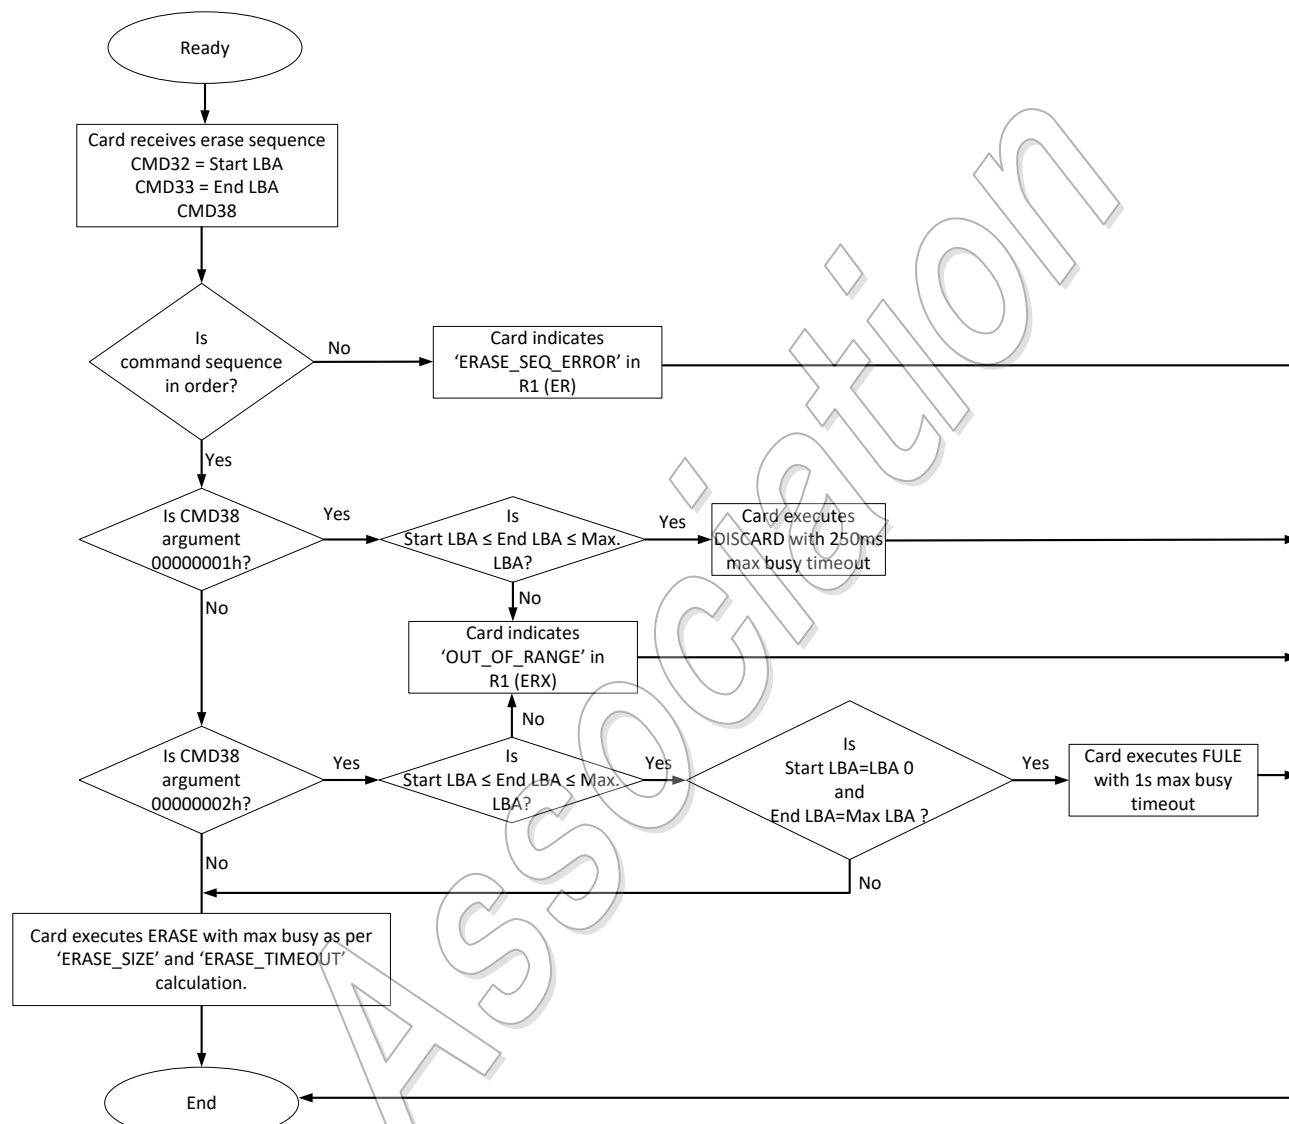 Ready
Card receives erase sequence
CMD32 = Start LBA
CMD33 = End LBA
CMD38
Is
command sequence
in order?
No
Card indicates
‘ERASE_SEQ_ERROR’ in
R1 (ER)
Yes
Is CMD38
argument
00000001h?
Yes
Is
Start LBA ≤ End LBA ≤ Max.
LBA?
Yes
Card executes
DISCARD with 250ms
max busy timeout
No
No
Card indicates
‘OUT_OF_RANGE’ in
R1 (ERX)
No
Is CMD38
argument
00000002h?
Yes
Is
Start LBA ≤ End LBA ≤ Max.
LBA?
Yes
Is
Start LBA=LBA 0
and
End LBA=Max LBA ?
Yes
Card executes FULE
with 1s max busy
timeout
No
No
Card executes ERASE with max busy as per
‘ERASE_SIZE’ and ‘ERASE_TIMEOUT’
calculation.
End
Association